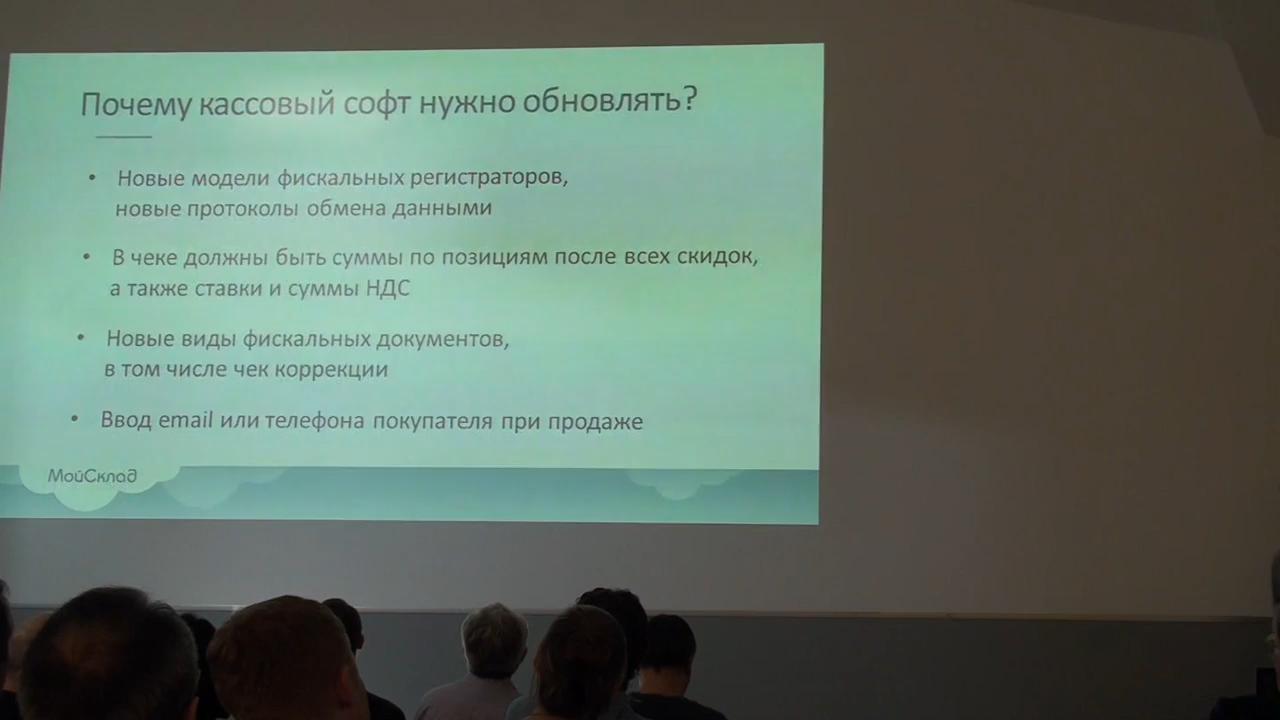 Почему кассовый софт нужно обновлять?
• Новые модели фискальных регистраторов,
новые протоколы обмена данными
• В чеке должны быть суммы по позициям после всех скидок,
а также ставки и суммы НДС
• Новые виды фискальных документов,
в том числе чек коррекции
• Ввод email или телефона покупателя при продаже
МойСклад